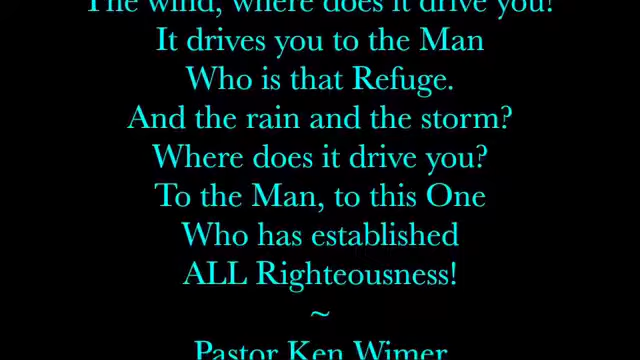 The wind, where does it drive you?
It drives you to the Man
Who is that Refuge.
And the rain and the storm?
Where does it drive you?
To the Man, to this One
Who has established
ALL Righteousness!
~
Pastor Ken Wimer